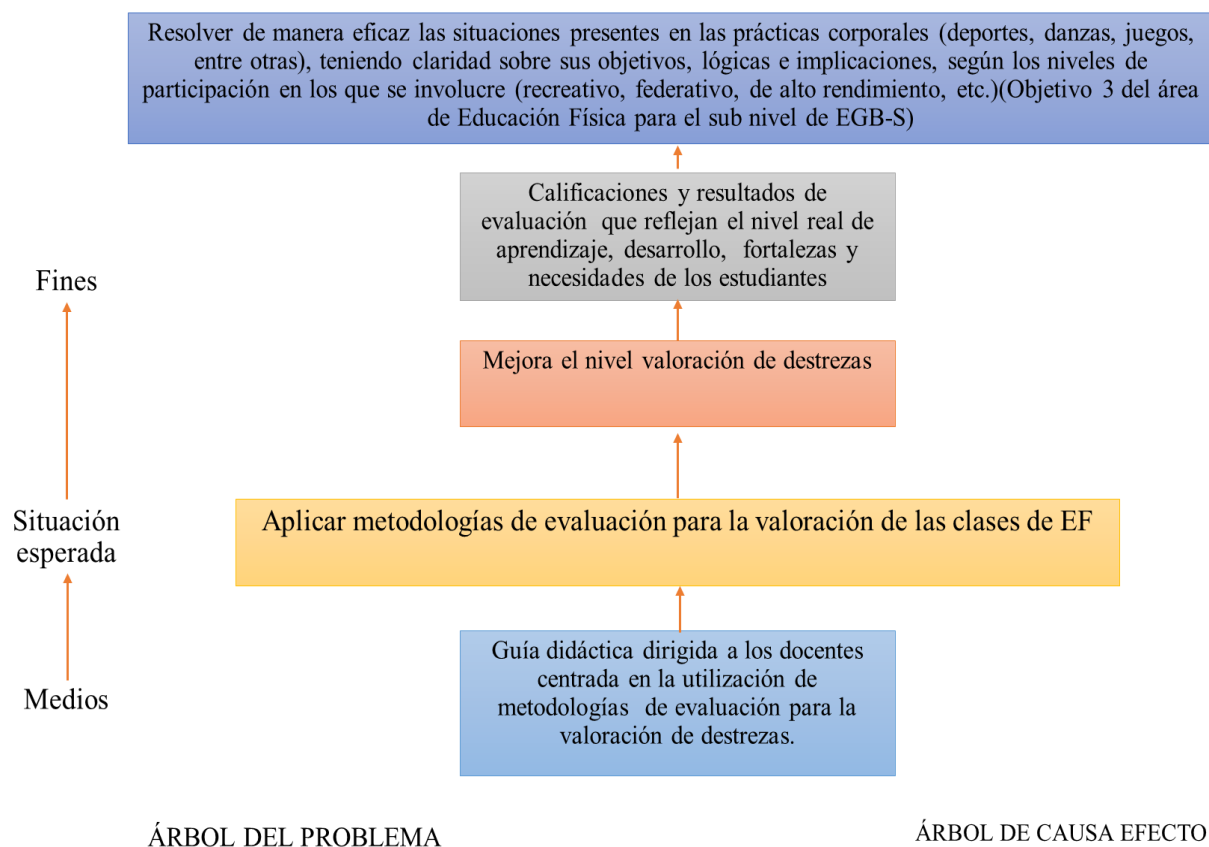 Resolver de manera eficaz las situaciones presentes en las prácticas corporales (deportes, danzas, juegos,
entre otras), teniendo claridad sobre sus objetivos, lógicas e implicaciones, según los niveles de
participación en los que se involucre (recreativo, federativo, de alto rendimiento, etc.)(Objetivo 3 del área
de Educación Física para el sub nivel de EGB-S)
Calificaciones y resultados de
evaluación que reflejan el nivel real de
aprendizaje, desarrollo, fortalezas y
necesidades de los estudiantes
Fines
Mejora el nivel valoración de destrezas
Situación
esperada
Aplicar metodologías de evaluación para la valoración de las clases de EF
Guía didáctica dirigida a los docentes
centrada en la utilización de
metodologías de evaluación para la
valoración de destrezas.
Medios
ÁRBOL DEL PROBLEMA
ÁRBOL DE CAUSA EFECTO